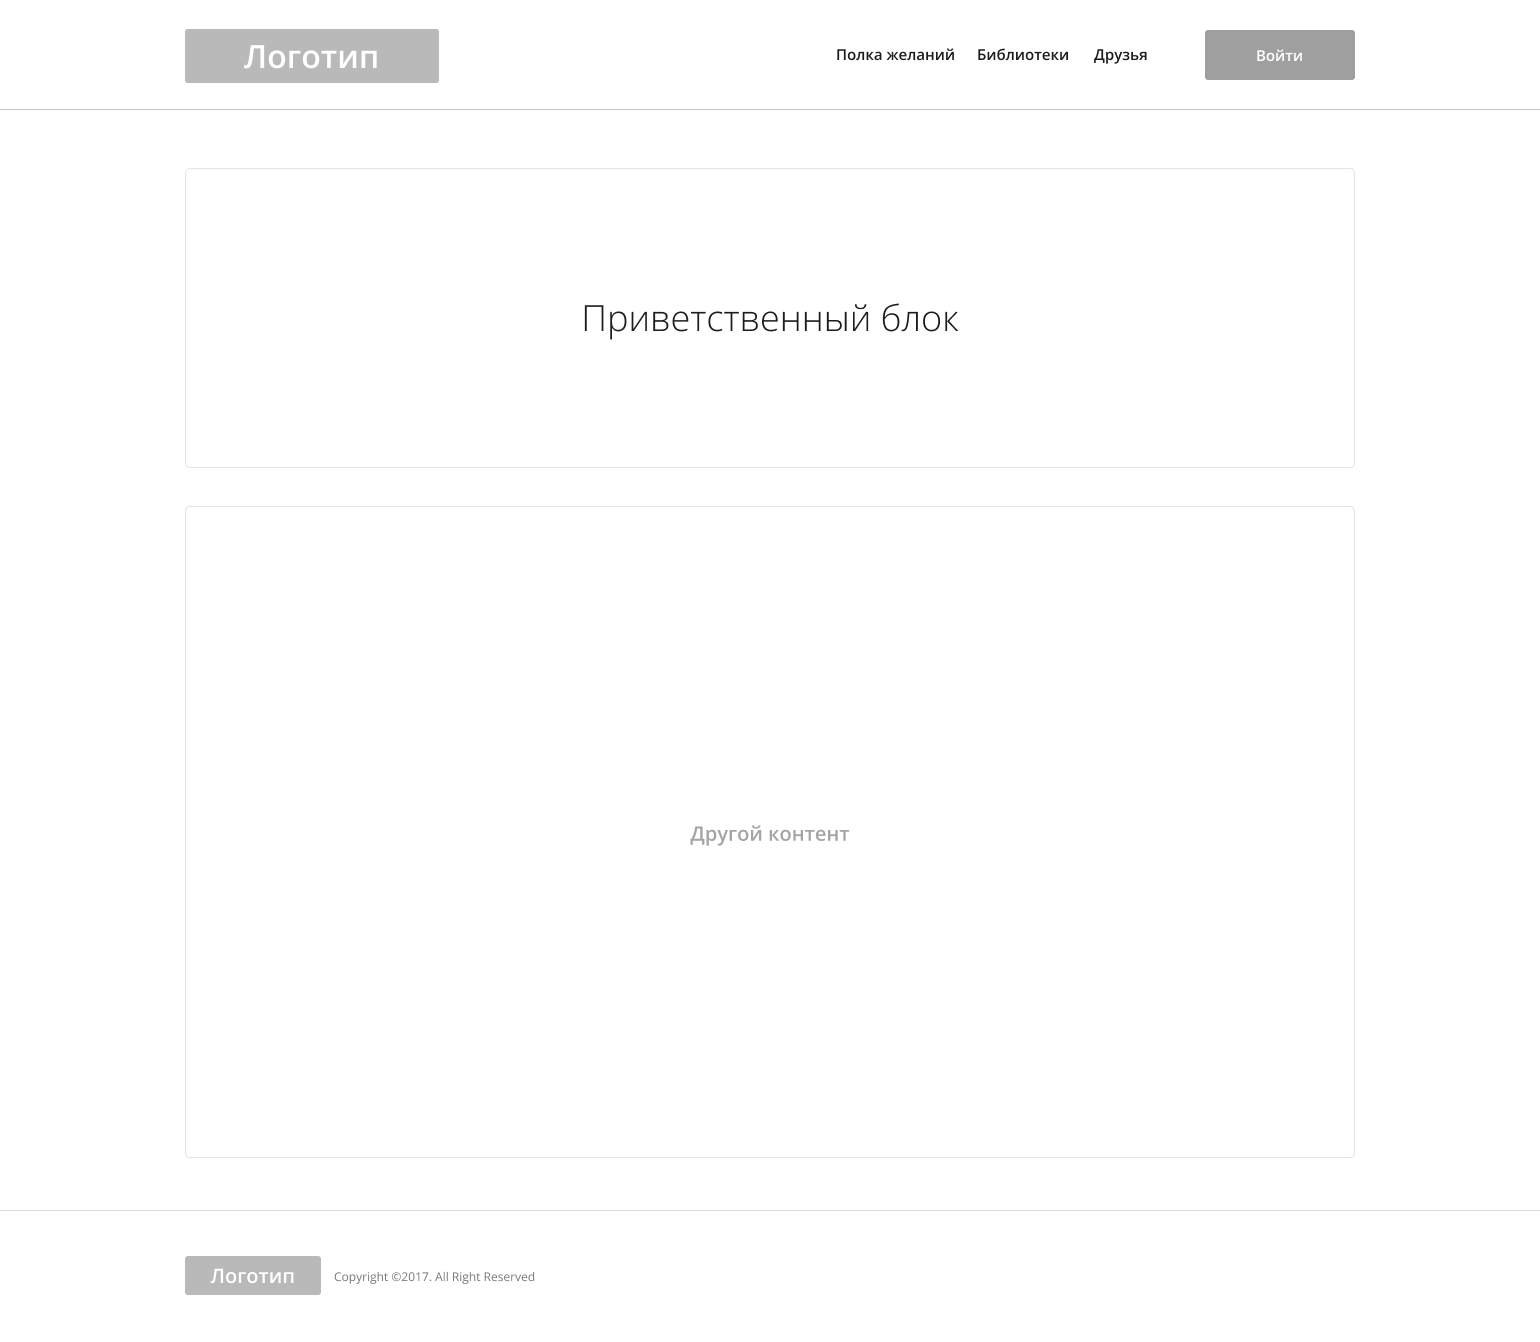 Логотип
Полка желаний Библиотеки Друзья Войти
Приветственный блок
Другой контент
Логотип Copyright ©2017. All Right Reserved